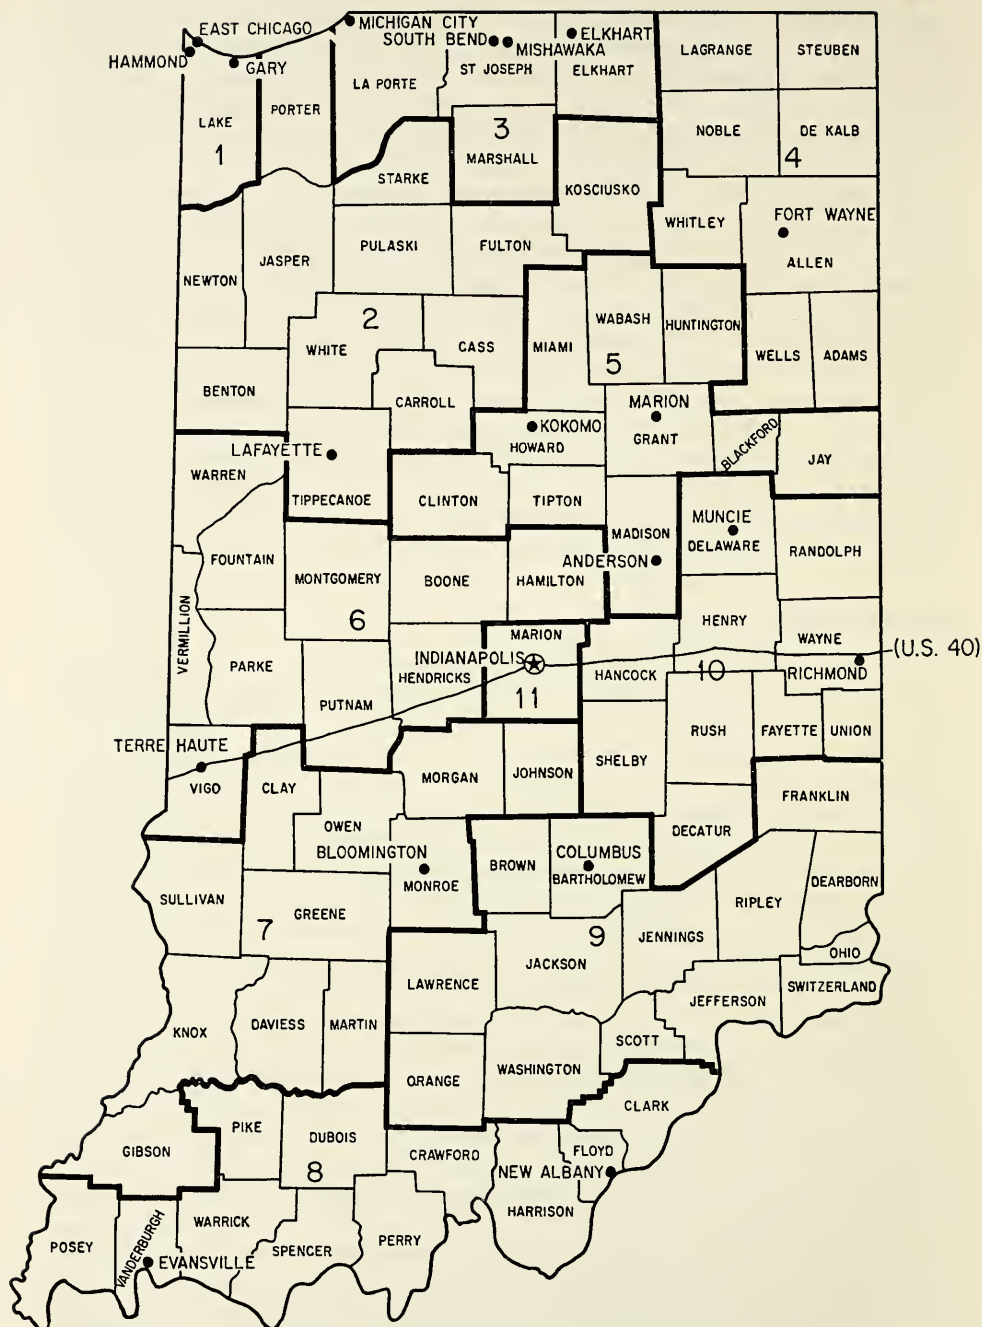 EAST CHICAGO
MICHIGAN CITY
SOUTH BEND
MISHAWAKA
ELKHART
HAMMOND
GARY
ST JOSEPH
ELKHART
LAGRANGE
STEUBEN
LA PORTE
PORTER
LAKE
1
3
MARSHALL
NOBLE
DE KALB
4
STARKE
KOSCIUSKO
WHITLEY
FORT WAYNE
ALLEN
PULASKI
FULTON
JASPER
NEWTON
2
WHITE
CASS
MIAMI
WABASH
5
HUNTINGTON
WELLS
ADAMS
BENTON
CARROLL
MARION
GRANT
KOKOMO
HOWARD
BLACKFORD
JAY
LAFAYETTE
TIPPECANOE
WARREN
CLINTON
TIPTON
MADISON
ANDERSON
MUNCIE
DELAWARE
RANDOLPH
FOUNTAIN
MONTGOMERY
BOONE
HAMILTON
6
VERMILLION
PARKE
PUTNAM
HENDRICKS
MARION
INDIANAPOLIS
11
HANCOCK
HENRY
10
WAYNE
RICHMOND
(U.S. 40)
RUSH
FAYETTE
UNION
TERRE HAUTE
VIGO
CLAY
MORGAN
JOHNSON
SHELBY
FRANKLIN
OWEN
DECATUR
BLOOMINGTON
MONROE
BROWN
COLUMBUS
BARTHOLOMEW
DEARBORN
RIPLEY
SULLIVAN
GREENE
7
9
JENNINGS
OHIO
JACKSON
LAWRENCE
SWITZERLAND
JEFFERSON
KNOX
DAVIESS
MARTIN
SCOTT
WASHINGTON
ORANGE
CLARK
PIKE
DUBOIS
8
GIBSON
CRAWFORD
FLOYD
NEW ALBANY
HARRISON
WARRICK
POSEY
VANDERBURGH
EVANSVILLE
SPENCER
PERRY